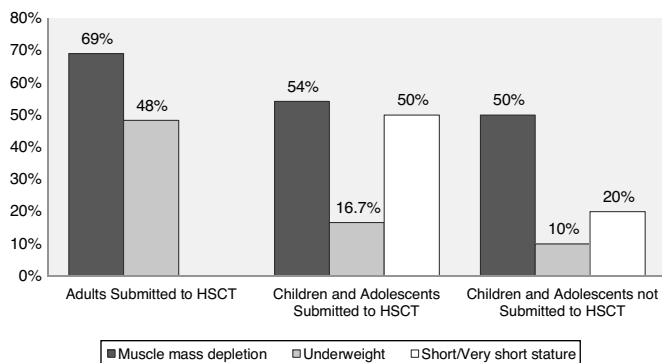 80%
70%
60%
50%
40%
30%
20%
10%
0%
69%
48%
54%
16.7%
50%
50%
10%
20%
Adults Submitted to HSCT
Children and Adolescents
Submitted to HSCT
Children and Adolescents not
Submitted to HSCT
Muscle mass depletion Underweight Short/Very short stature